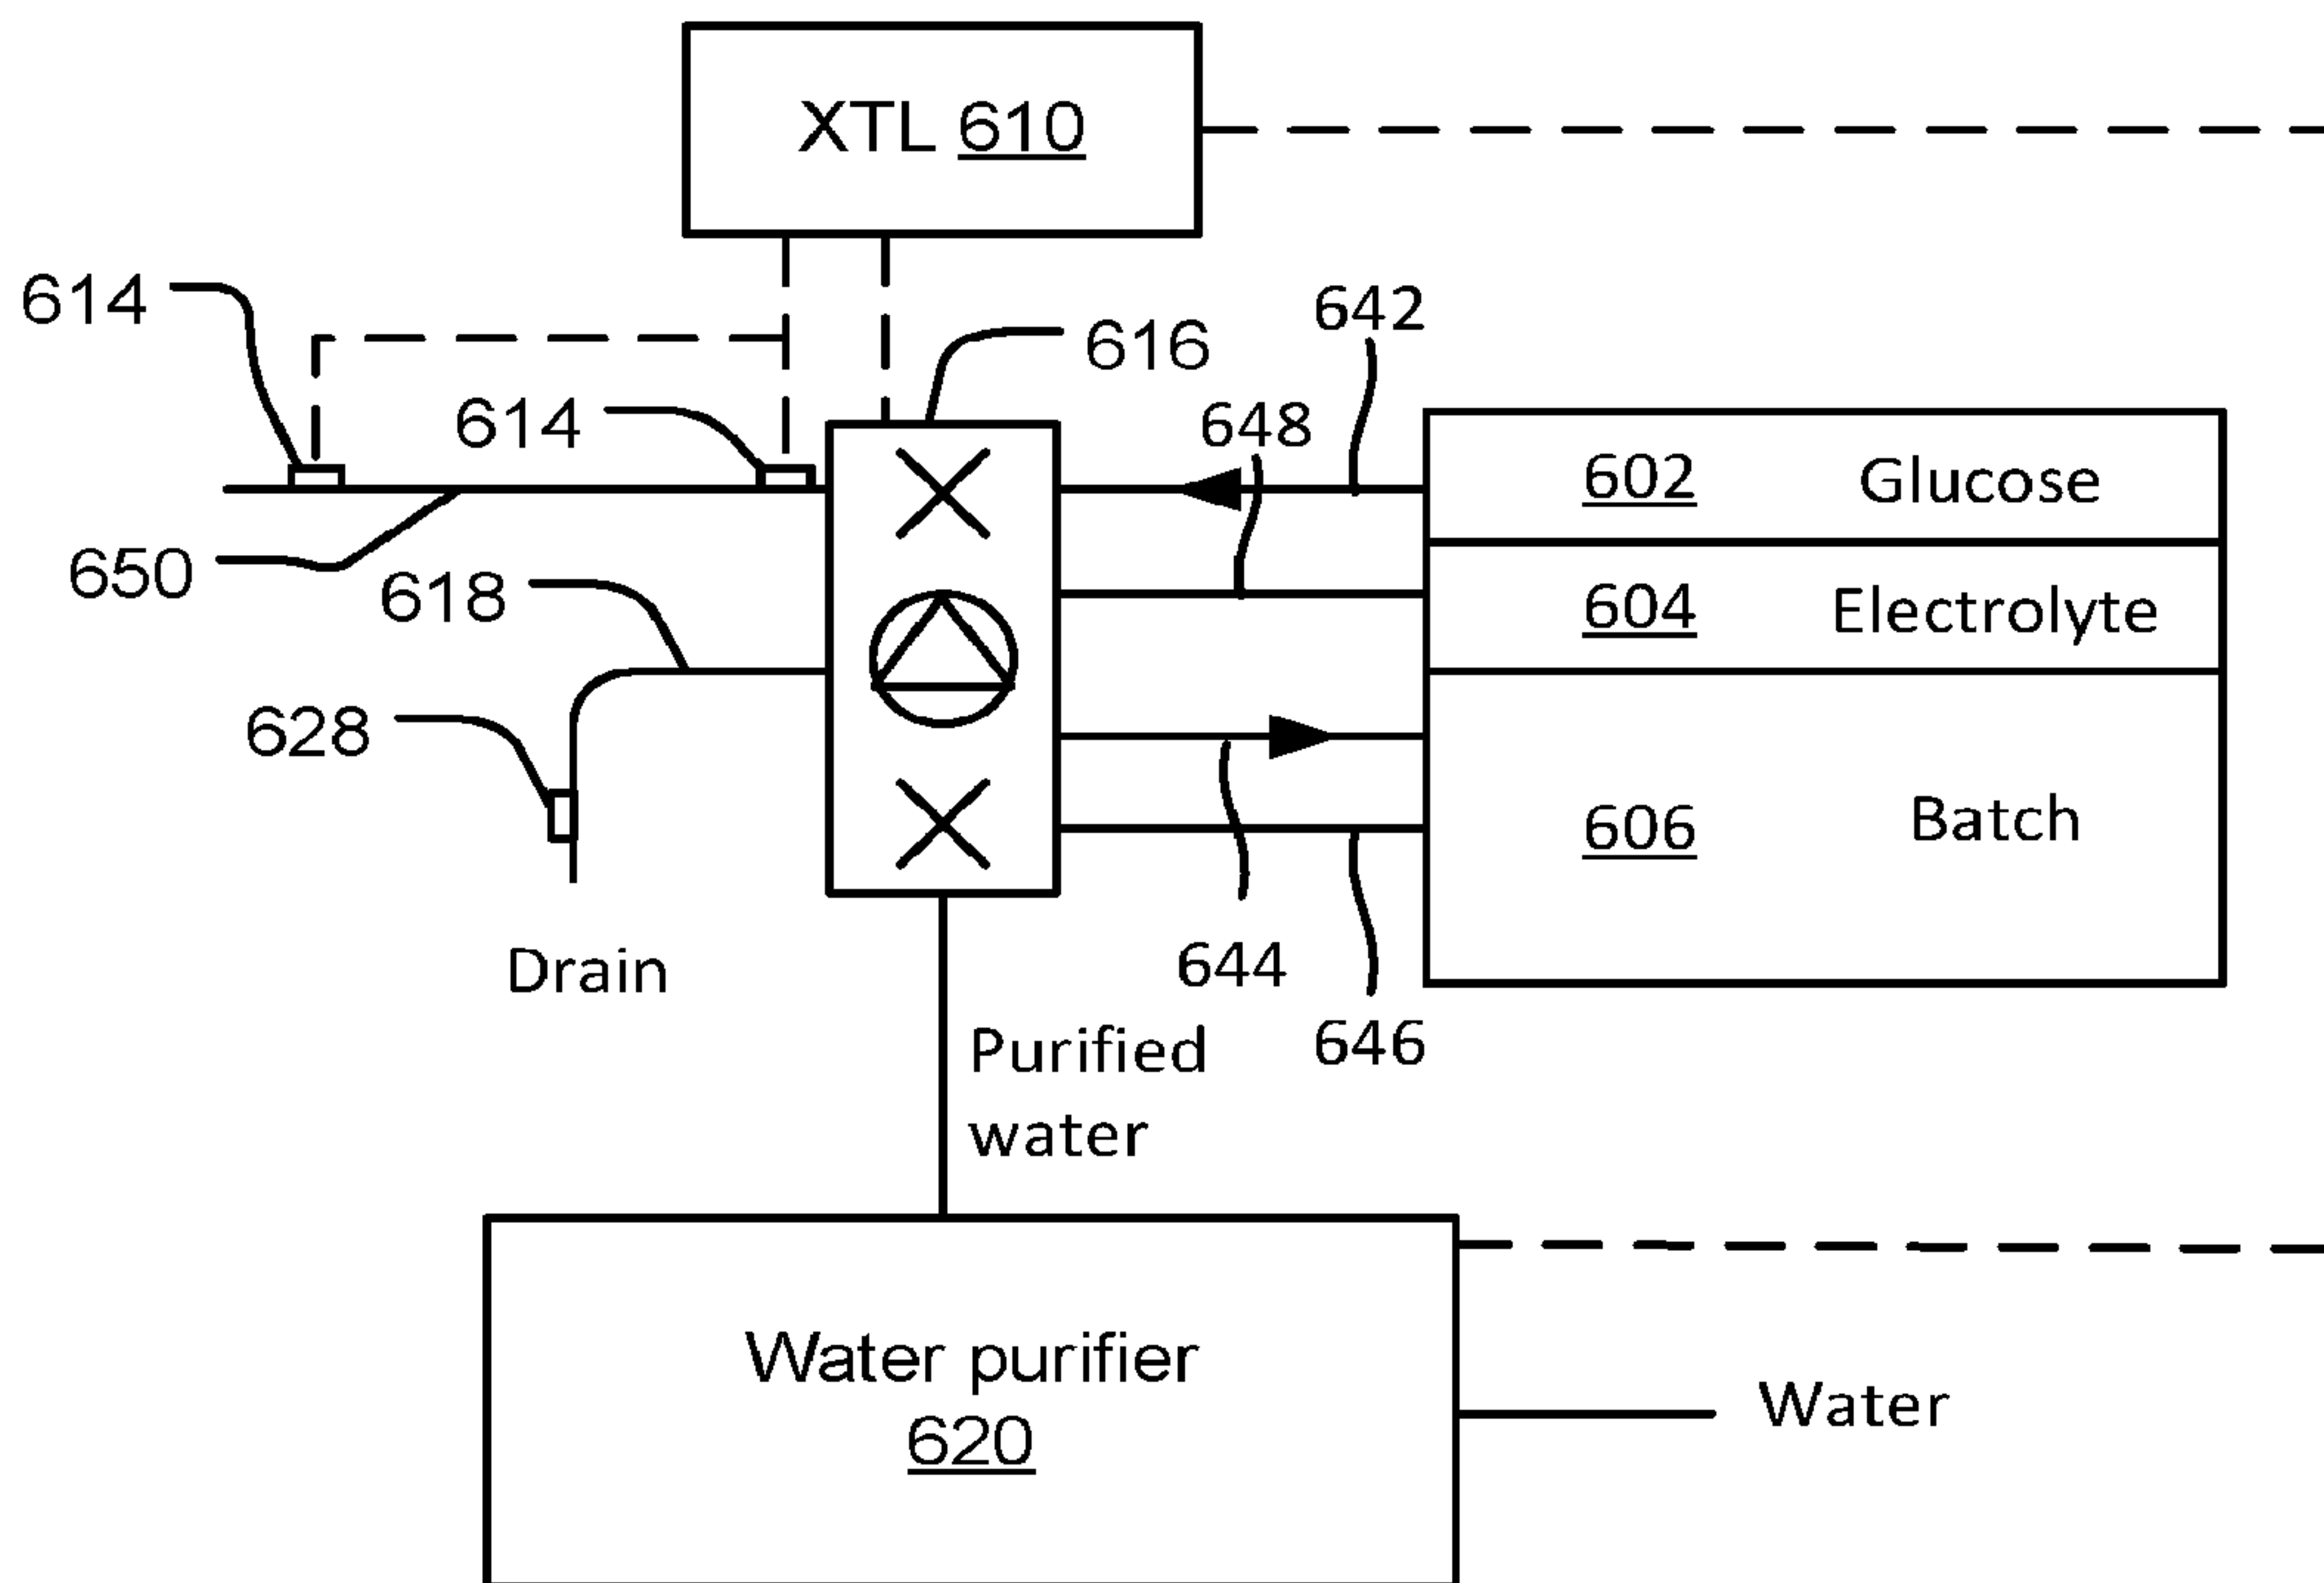 XTL 610
614
642
616
614
648
602 Glucose
650
618
604 Electrolyte
628
606 Batch
Drain
644
646
Purified
water
Water purifier
620
Water